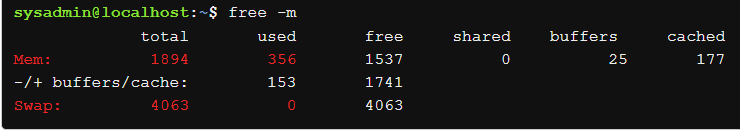 sysadmin@localhost:~$ free -m
             total       used       free     shared    buffers     cached
Mem:          1894        356       1537          0         25        177
-/+ buffers/cache:        153       1741
Swap:         4063          0       4063